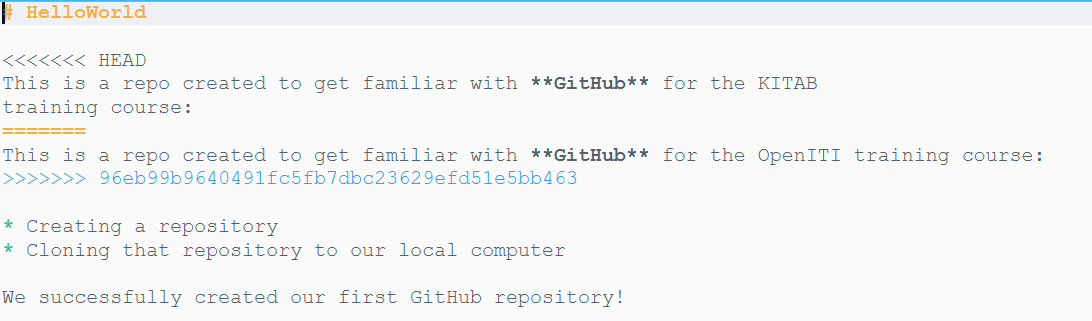 # HelloWorld
<<<<<<< HEAD
This is a repo created to get familiar with **GitHub** for the KITAB
training course:
=======
This is a repo created to get familiar with **GitHub** for the OpenITI training course:
>>>>>>> 96eb99b9640491fc5fb7dbc23629efd51e5bb463
* Creating a repository
* Cloning that repository to our local computer
We successfully created our first GitHub repository!